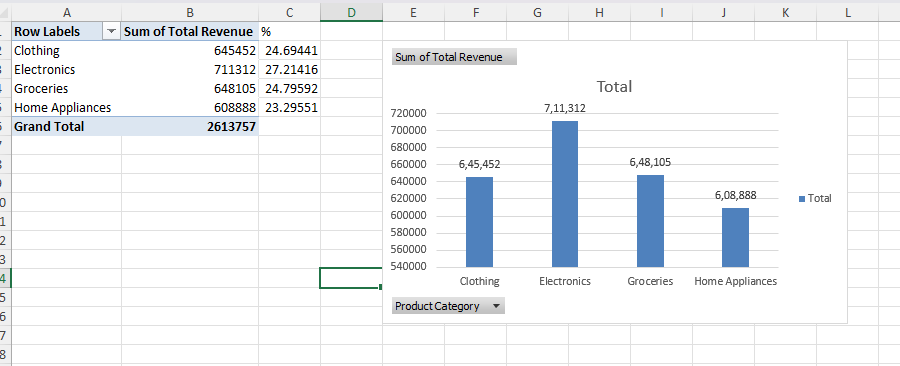 A B C D E F G H I J K L
Row Labels Sum of Total Revenue %
Clothing 645452 24.69441
Electronics 711312 27.21416
Groceries 648105 24.79592
Home Appliances 608888 23.29551
Grand Total 2613757
Sum of Total Revenue
Total
720000
700000
680000
660000
640000
620000
600000
580000
560000
540000
6,45,452
7,11,312
6,48,105
6,08,888
Clothing Electronics Groceries Home Appliances
Total
Product Category